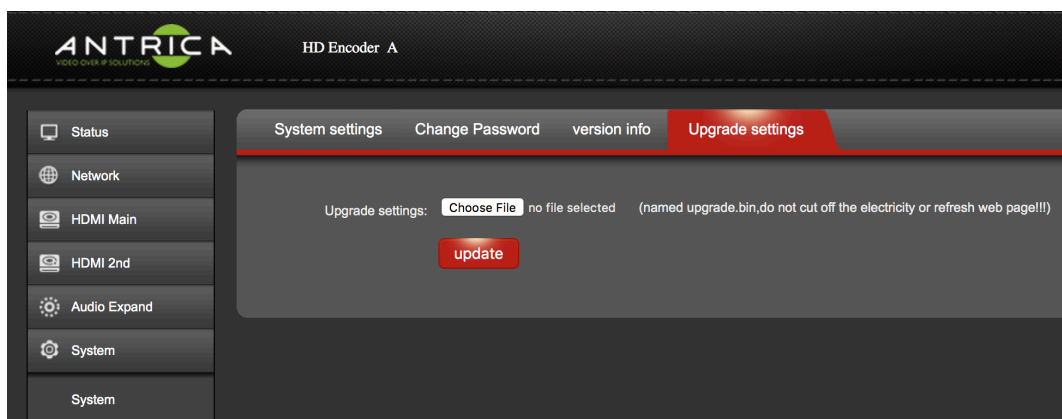 ANTRICA
VIDEO OVER IP SOLUTIONS
HD Encoder A
Status
Network
HDMI Main
HDMI 2nd
Audio Expand
System
System
System settings Change Password version info Upgrade settings
Upgrade settings: Choose File no file selected (named upgrade.bin,do not cut off the electricity or refresh web page!!!)
update